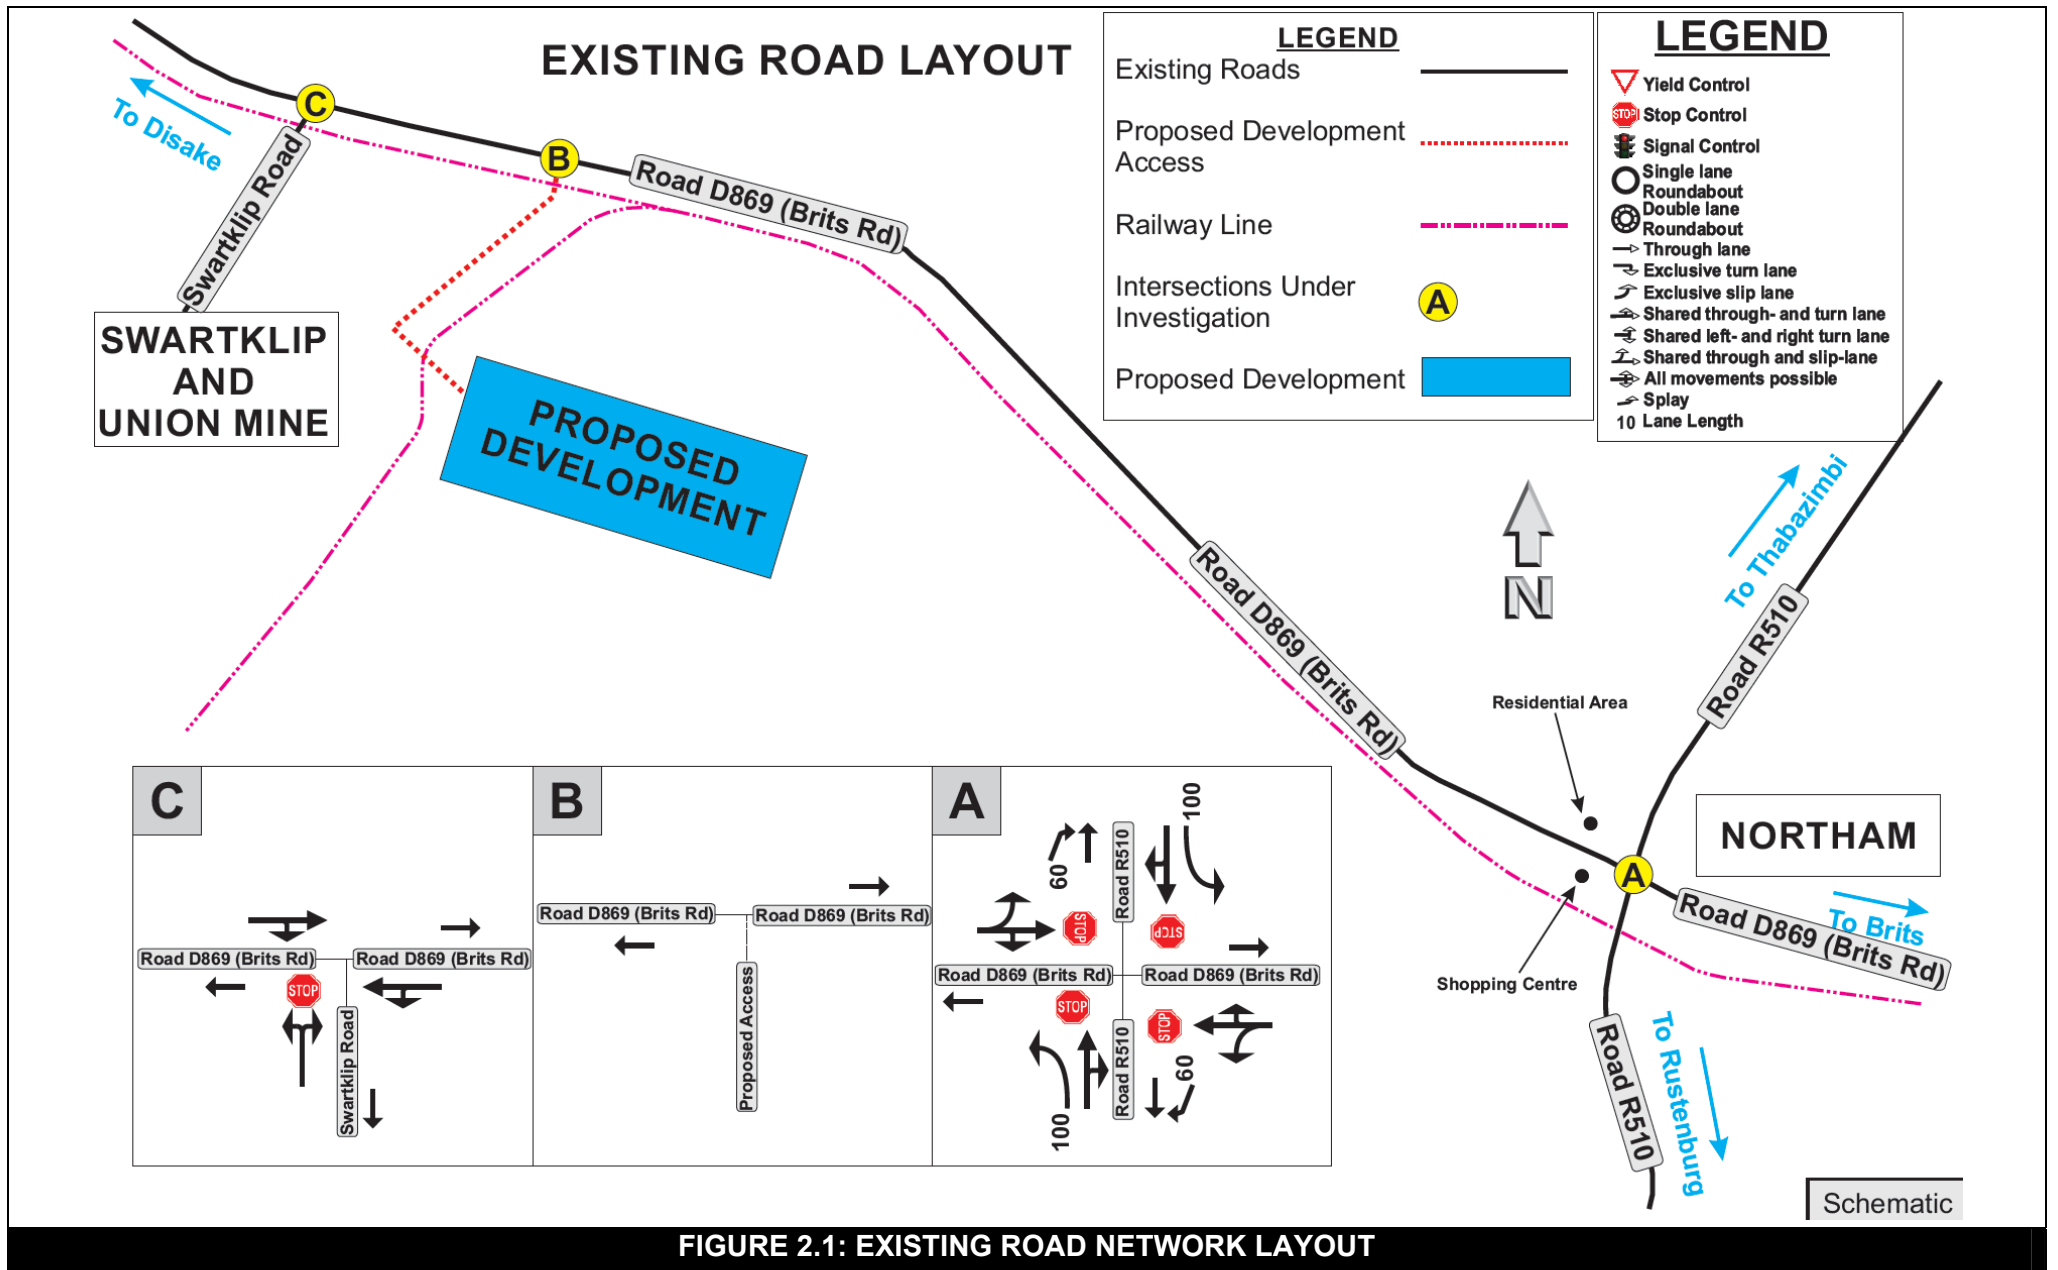 EXISTING ROAD LAYOUT
LEGEND
Existing Roads
Proposed Development
Access
Railway Line
Intersections Under
Investigation
A
Proposed Development
LEGEND
Yield Control
STOP
Stop Control
Signal Control
Single lane
Roundabout
Double lane
Roundabout
Through lane
Exclusive turn lane
Exclusive slip lane
Shared through- and turn lane
Shared left- and right turn lane
Shared through and slip-lane
All movements possible
Splay
10 Lane Length
C
To Disake
B
Road D869 (Brits Rd)
Swartklip Road
SWARTKLIP
AND
UNION MINE
PROPOSED
DEVELOPMENT
To Thabazimbi
N
Road R510
Road D869 (Brits Rd)
Residential Area
NORTHAM
A
Road D869 (Brits Rd)
To Brits
Shopping Centre
Road R510
To Rustenburg
C
Road D869 (Brits Rd)
Road D869 (Brits Rd)
STOP
Swartklip Road
B
Road D869 (Brits Rd)
Road D869 (Brits Rd)
Proposed Access
A
100
60
Road R510
STOP
STOP
Road D869 (Brits Rd)
Road D869 (Brits Rd)
STOP
STOP
Road R510
60
100
Schematic
FIGURE 2.1: EXISTING ROAD NETWORK LAYOUT